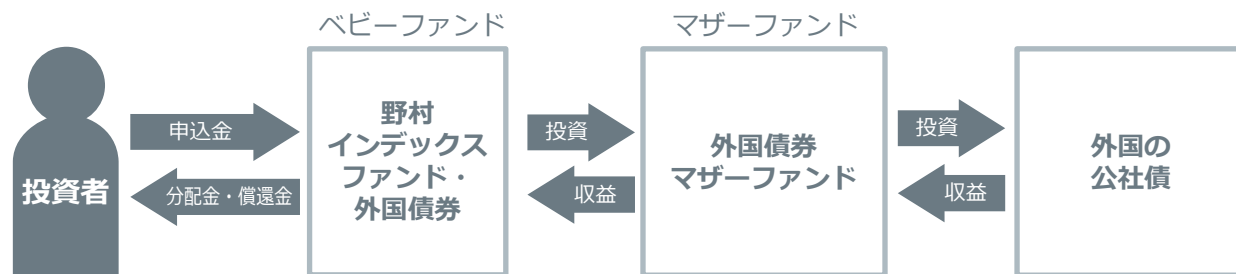 ベビーファンド
マザーファンド
投資者
申込金
分配金・償還金
野村
インデックス
ファンド・
外国債券
投資
収益
外国債券
マザーファンド
投資
収益
外国の
公社債